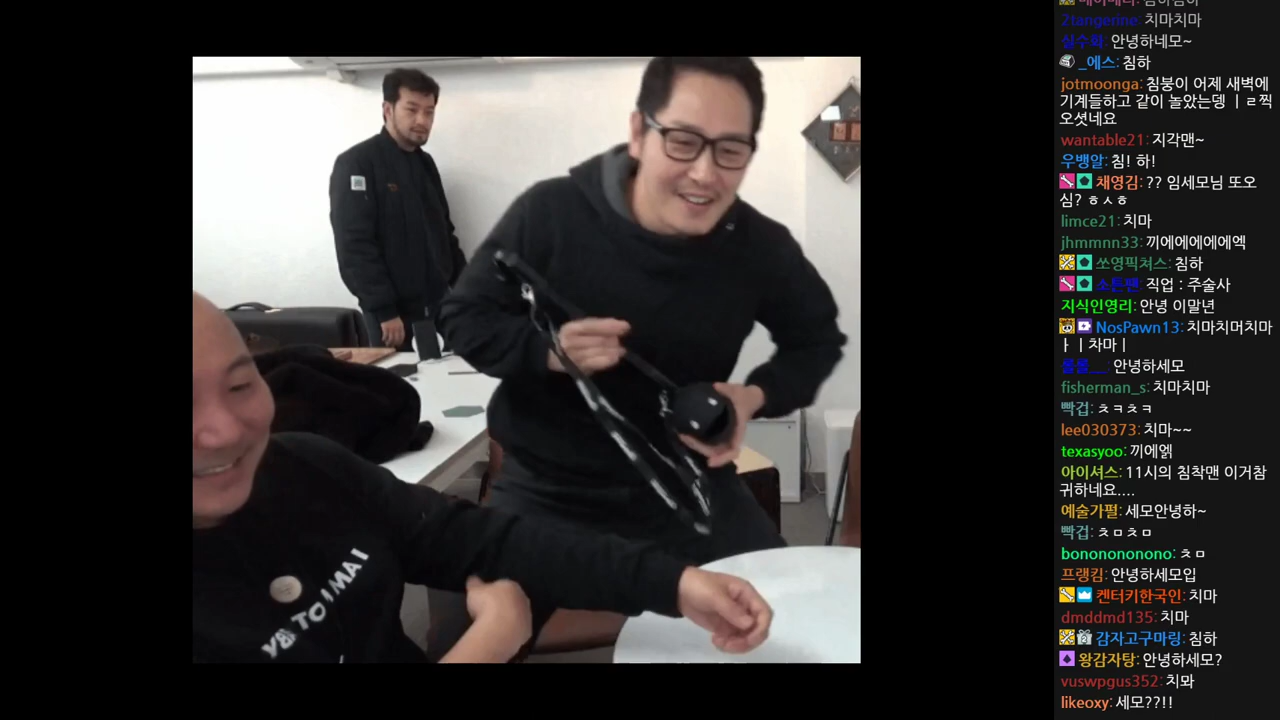 2tangerine: 치마치마
실수화: 안녕하네모~
_에스: 침하
jotmoonga: 침붕이 어제 새벽에
기계들하고 같이 놀았는뎅 ㅣㄹ찍
오셧네요
wantable21: 지각맨~
우뱅알: 침! 하!
채영김: ?? 임세모님 또오
심? ㅎㅅㅎ
limce21: 치마
jhmmnn33: 끼에에에에에엑
쏘영픽쳐스: 침하
소튼팬: 직업 : 주술사
지식인영리: 안녕 이말년
NosPawn13: 치마치머치마
ㅏㅣ차마ㅣ
안녕하세모
fisherman_s: 치마치마
빡겁: ㅊㅋㅊㅋ
lee030373: 치마~~
texasyoo: 끼에엙
아이셔스: 11시의 침착맨 이거참
귀하네요....
예술가펄: 세모안녕하~
빡겁: ㅊㅁㅊㅁ
bonononononο: ㅊㅁ
프랭킴: 안녕하세모입
켄터키한국인: 치마
dmddmd135: 치마
감자고구마링: 침하
왕감자탕: 안녕하세모?
vuswpgus352: 치뫄
likeoxy: 세모??!!
I AM
TO